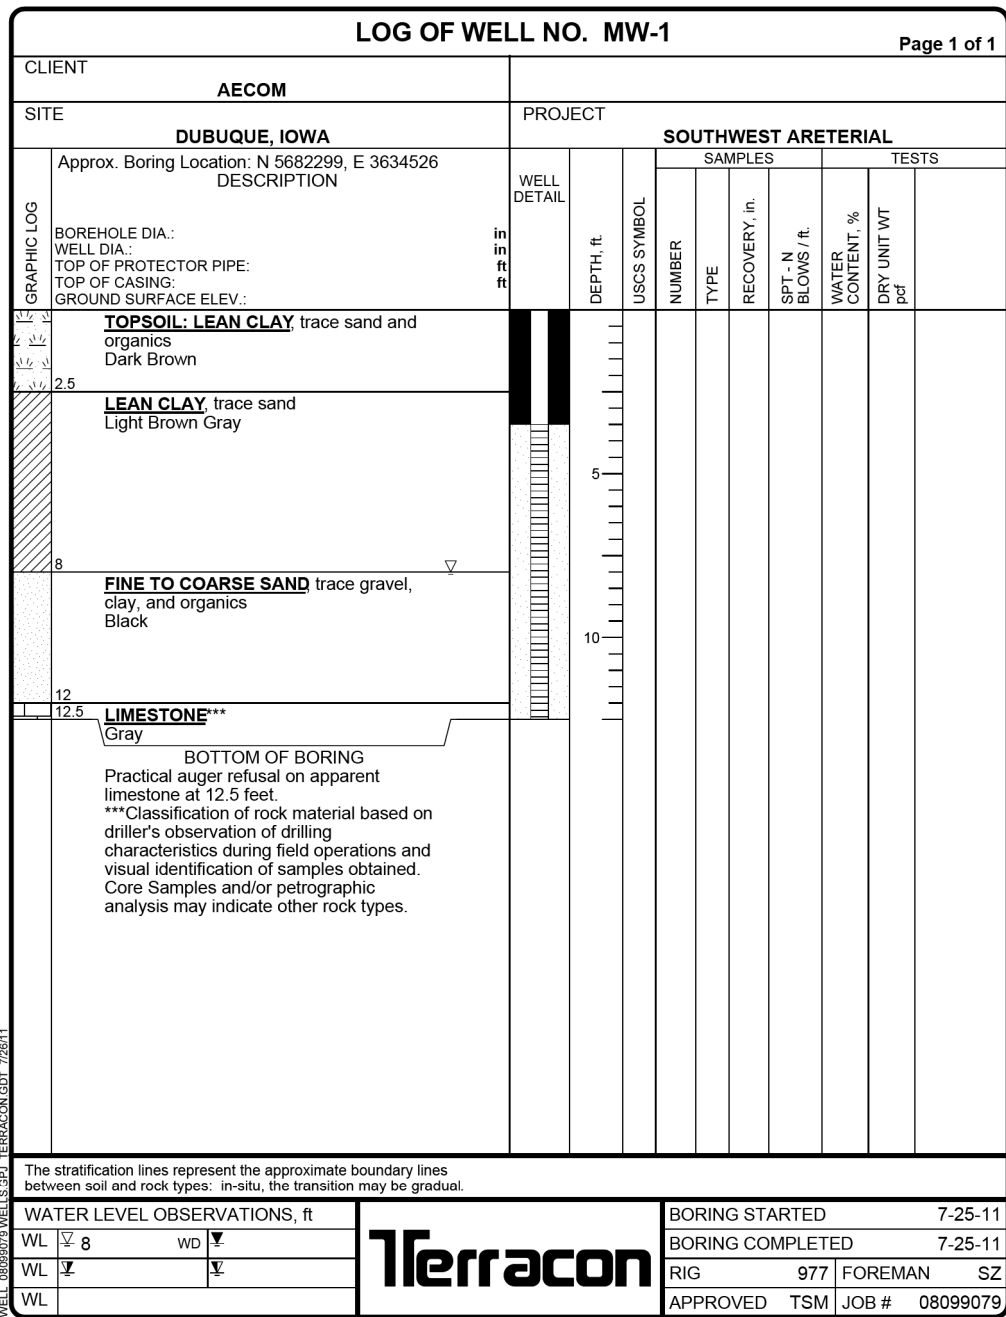 LOG OF WELL NO. MW-1
Page 1 of 1
CLIENT
AECOM
SITE
DUBUQUE, IOWA
PROJECT
SOUTHWEST ARETERIAL
GRAPHIC LOG
Approx. Boring Location: N 5682299, E 3634526
DESCRIPTION
BOREHOLE DIA.: in
WELL DIA.: in
TOP OF PROTECTOR PIPE: ft
TOP OF CASING: ft
GROUND SURFACE ELEV.:
WELL
DETAIL
DEPTH, ft.
USCS SYMBOL
SAMPLES
NUMBER
TYPE
RECOVERY, in.
SPT - N
BLOWS / ft.
TESTS
WATER
CONTENT, %
DRY UNIT WT
pcf
TOPSOIL: LEAN CLAY, trace sand and
organics
Dark Brown
2.5
LEAN CLAY, trace sand
Light Brown Gray
5
8
FINE TO COARSE SAND, trace gravel,
clay, and organics
Black
10
12
12.5 LIMESTONE***
Gray
BOTTOM OF BORING
Practical auger refusal on apparent
limestone at 12.5 feet.
***Classification of rock material based on
driller's observation of drilling
characteristics during field operations and
visual identification of samples obtained.
Core Samples and/or petrographic
analysis may indicate other rock types.
The stratification lines represent the approximate boundary lines
between soil and rock types: in-situ, the transition may be gradual.
WATER LEVEL OBSERVATIONS, ft
WL 8 WD
WL
WL
Terracon
BORING STARTED 7-25-11
BORING COMPLETED 7-25-11
RIG 977 FOREMAN SZ
APPROVED TSM JOB # 08099079
WELL 08099079 WELLS.GPJ TERRACON.GDT 7/26/11